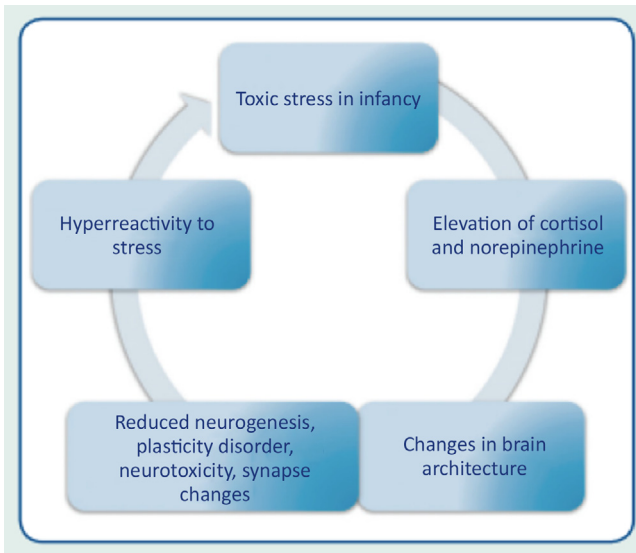 Toxic stress in infancy
Elevation of cortisol
and norepinephrine
Changes in brain
architecture
Reduced neurogenesis,
plasticity disorder,
neurotoxicity, synapse
changes
Hyperreactivity to
stress